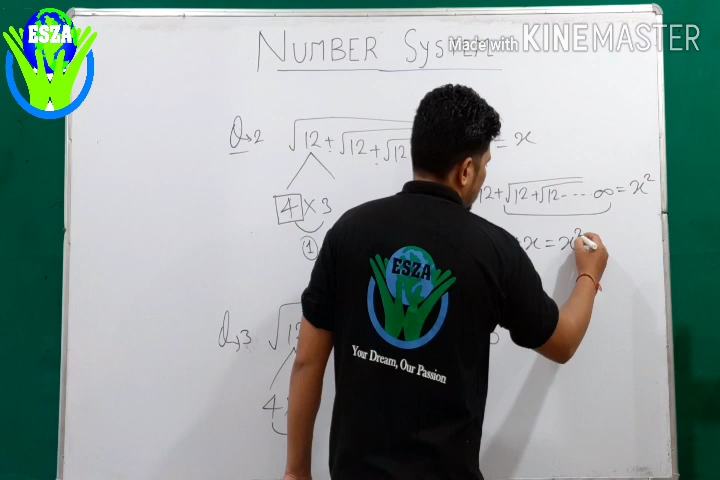 ESZA
Made with KINEMASTER
NUMBER SYSTEM
Q→2 √12+√12+√12 = x
12+√12+√12--- ∞ = x²
4×3
1
x = x²
Q→3 √12
4
ESZA
Your Dream, Our Passion